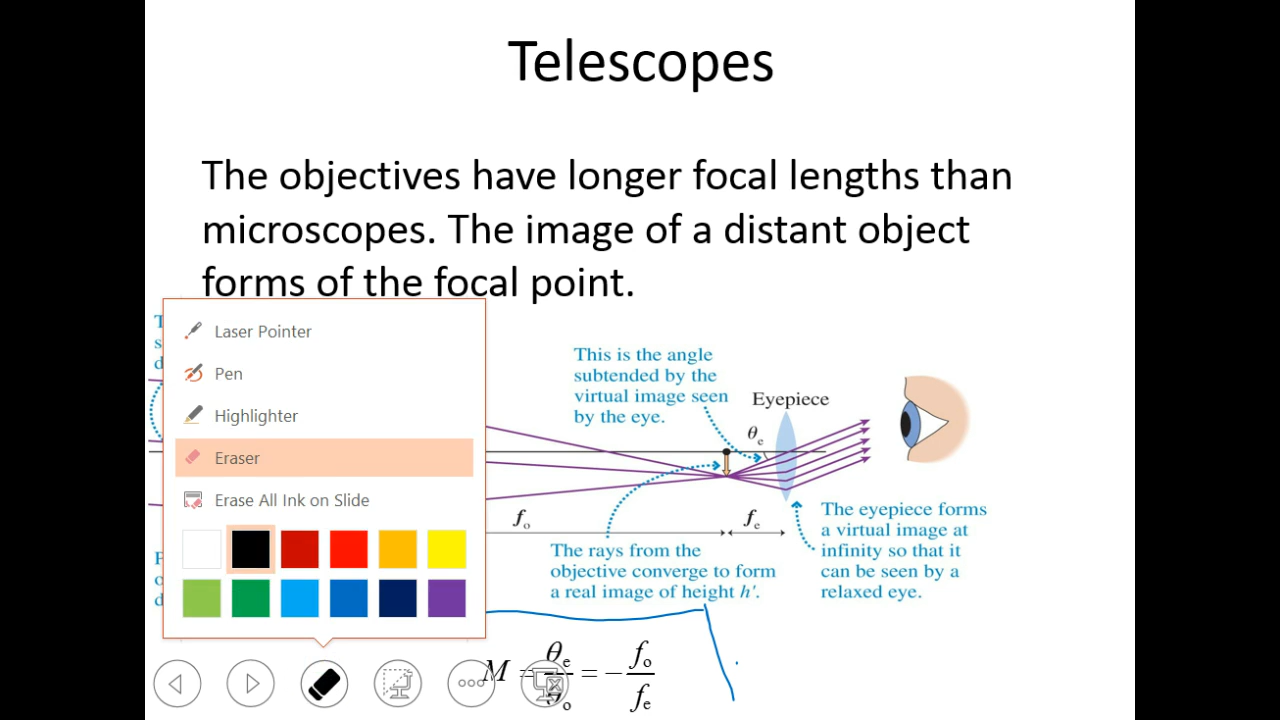 Telescopes
The objectives have longer focal lengths than
microscopes. The image of a distant object
forms of the focal point.
Laser Pointer
Pen
Highlighter
Eraser
Erase All Ink on Slide
This is the angle
subtended by the
virtual image seen
by the eye.
Eyepiece
θe
fo
fe
The rays from the
objective converge to form
a real image of height h′.
The eyepiece forms
a virtual image at
infinity so that it
can be seen by a
relaxed eye.
M = θe/θo = − fo/fe